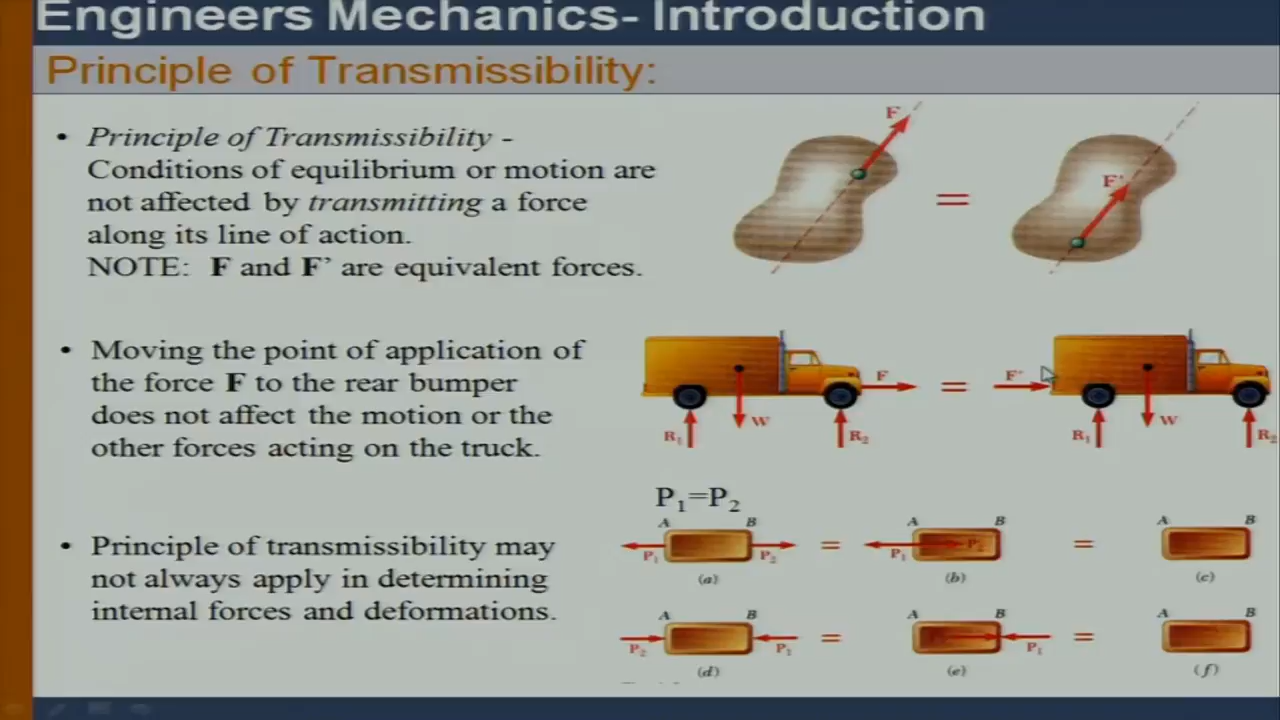 Engineers Mechanics- Introduction
Principle of Transmissibility:
• Principle of Transmissibility -
Conditions of equilibrium or motion are
not affected by transmitting a force
along its line of action.
NOTE: F and F’ are equivalent forces.
F
=
F'
• Moving the point of application of
the force F to the rear bumper
does not affect the motion or the
other forces acting on the truck.
F
=
F'
W
W
R₁
R₂
R₁
R₂
P₁=P₂
• Principle of transmissibility may
not always apply in determining
internal forces and deformations.
A B A B A B
P₁ P₂ = P₁ P₂ =
(a) (b) (c)
A B A B A B
P₂ P₁ = P₁ =
(d) (e) (f)